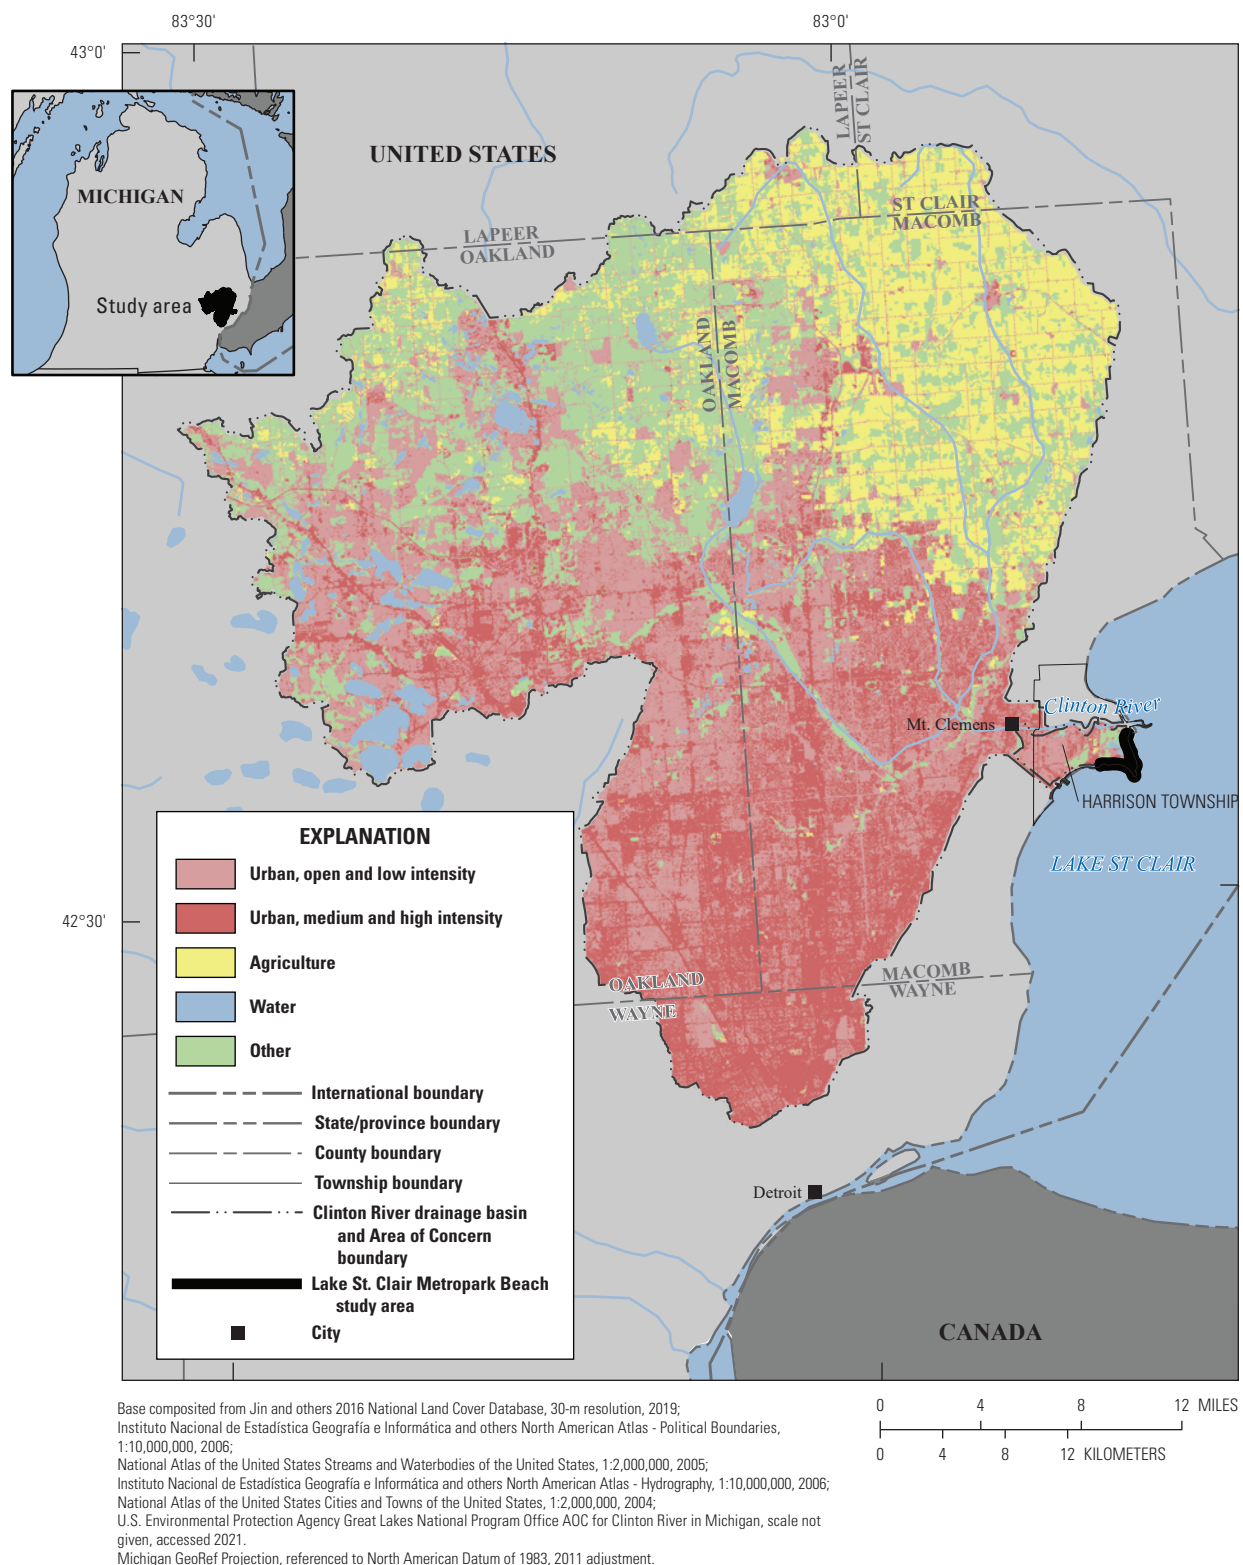 83°30'
83°0'
43°0'
UNITED STATES
LAPEER
ST CLAIR
MICHIGAN
Study area
LAPEER
OAKLAND
ST CLAIR
MACOMB
OAKLAND
MACOMB
Clinton River
Mt. Clemens
HARRISON TOWNSHIP
LAKE ST CLAIR
42°30'
OAKLAND
WAYNE
MACOMB
WAYNE
Detroit
CANADA
EXPLANATION
Urban, open and low intensity
Urban, medium and high intensity
Agriculture
Water
Other
International boundary
State/province boundary
County boundary
Township boundary
Clinton River drainage basin
and Area of Concern
boundary
Lake St. Clair Metropark Beach
study area
City
Base composited from Jin and others 2016 National Land Cover Database, 30-m resolution, 2019;
Instituto Nacional de Estadística Geografía e Informática and others North American Atlas - Political Boundaries,
1:10,000,000, 2006;
National Atlas of the United States Streams and Waterbodies of the United States, 1:2,000,000, 2005;
Instituto Nacional de Estadística Geografía e Informática and others North American Atlas - Hydrography, 1:10,000,000, 2006;
National Atlas of the United States Cities and Towns of the United States, 1:2,000,000, 2004;
U.S. Environmental Protection Agency Great Lakes National Program Office AOC for Clinton River in Michigan, scale not
given, accessed 2021.
Michigan GeoRef Projection, referenced to North American Datum of 1983, 2011 adjustment.
0 4 8 12 MILES
0 4 8 12 KILOMETERS